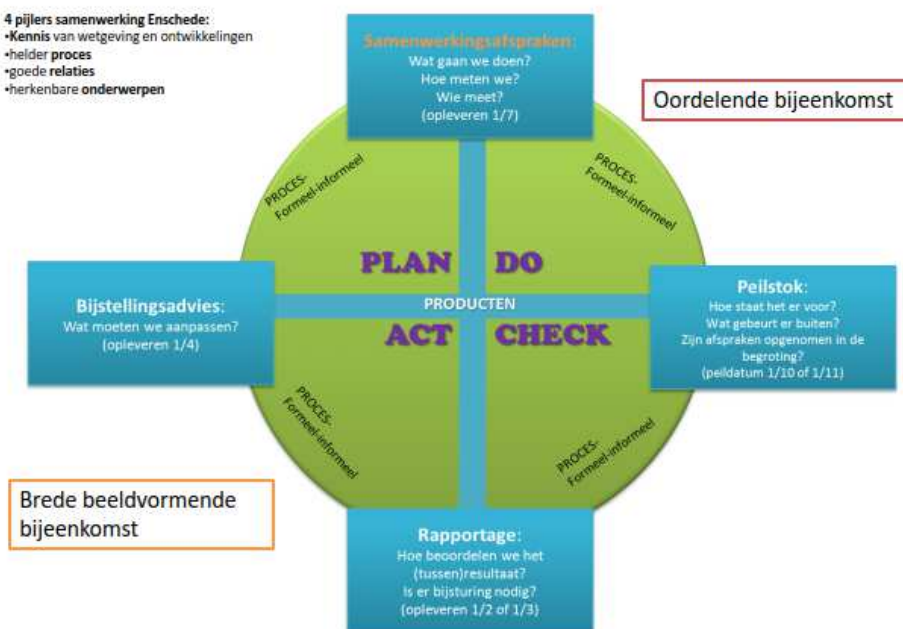 4 pijlers samenwerking Enschede:
•Kennis van wetgeving en ontwikkelingen
•helder proces
•goede relaties
•herkenbare onderwerpen
Samenwerkingsafspraken:
Wat gaan we doen?
Hoe meten we?
Wie meet?
(opleveren 1/7)
Oordelende bijeenkomst
PROCES-
Formeel-informeel
PROCES-
Formeel-informeel
PLAN
DO
Bijstellingsadvies:
Wat moeten we aanpassen?
(opleveren 1/4)
PRODUCTEN
Peilstok:
Hoe staat het er voor?
Wat gebeurt er buiten?
Zijn afspraken opgenomen in de
begroting?
(peildatum 1/10 of 1/11)
ACT
CHECK
PROCES-
Formeel-informeel
PROCES-
Formeel-informeel
Brede beeldvormende
bijeenkomst
Rapportage:
Hoe beoordelen we het
(tussen)resultaat?
Is er bijsturing nodig?
(opleveren 1/2 of 1/3)